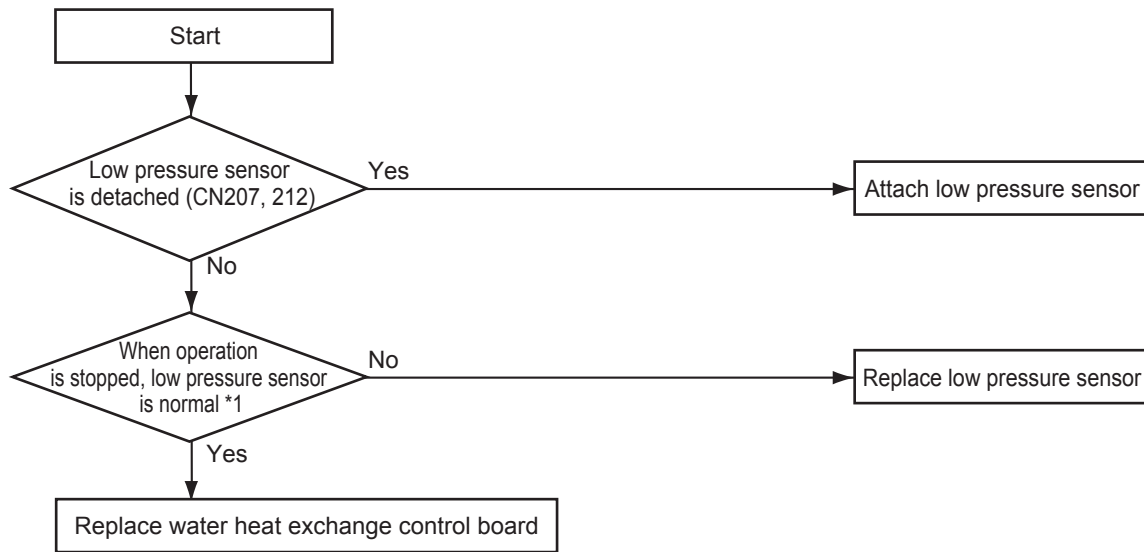 Start
Low pressure sensor
is detached (CN207, 212)
Yes
Attach low pressure sensor
No
When operation
is stopped, low pressure sensor
is normal *1
No
Replace low pressure sensor
Yes
Replace water heat exchange control board